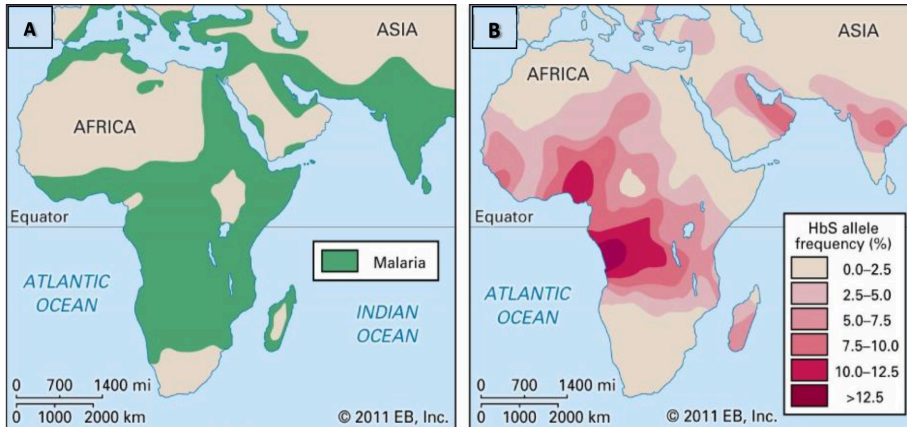 A
ASIA
AFRICA
Equator
Malaria
ATLANTIC
OCEAN
INDIAN
OCEAN
0 700 1400 mi
0 1000 2000 km
© 2011 EB, Inc.
B
ASIA
AFRICA
Equator
HbS allele
frequency (%)
0.0–2.5
2.5–5.0
5.0–7.5
7.5–10.0
10.0–12.5
>12.5
ATLANTIC
OCEAN
0 700 1400 mi
0 1000 2000 km
© 2011 EB, Inc.